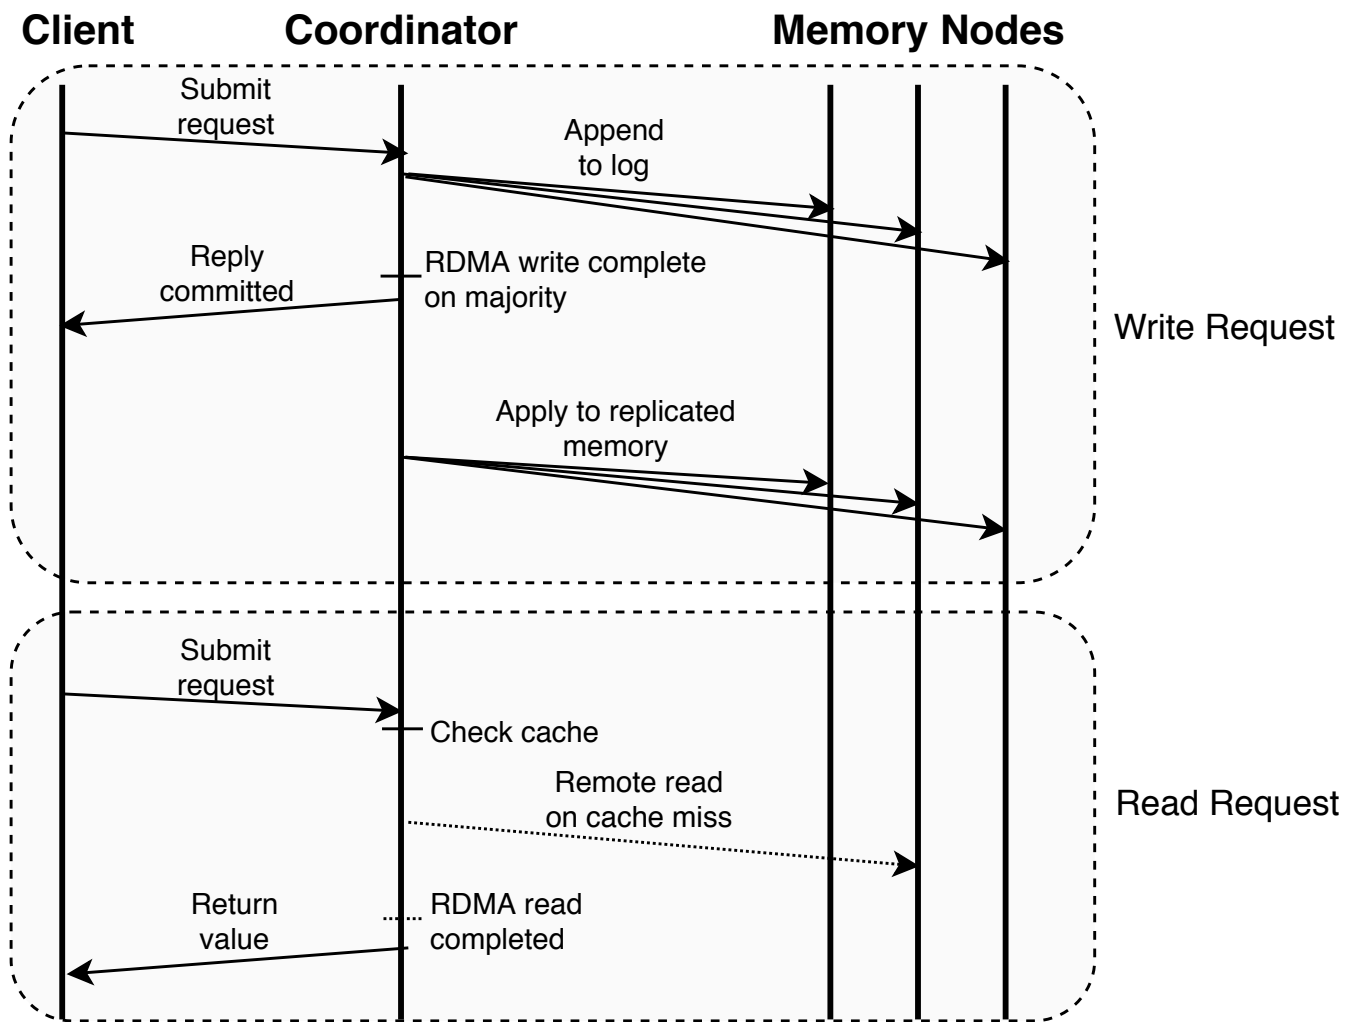 Client
Coordinator
Memory Nodes
Submit
request
Append
to log
Reply
committed
RDMA write complete
on majority
Write Request
Apply to replicated
memory
Submit
request
Check cache
Remote read
on cache miss
Read Request
Return
value
RDMA read
completed